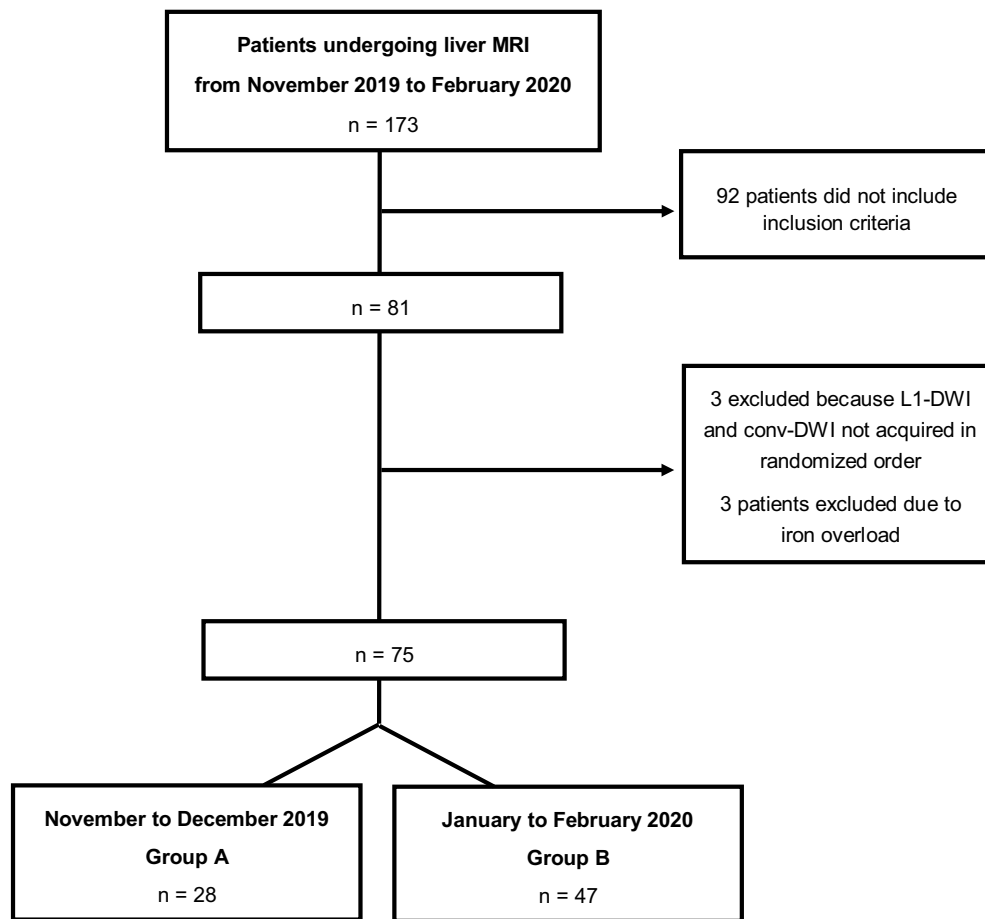 Patients undergoing liver MRI
from November 2019 to February 2020
n = 173
92 patients did not include
inclusion criteria
n = 81
3 excluded because L1-DWI
and conv-DWI not acquired in
randomized order
3 patients excluded due to
iron overload
n = 75
November to December 2019
Group A
n = 28
January to February 2020
Group B
n = 47